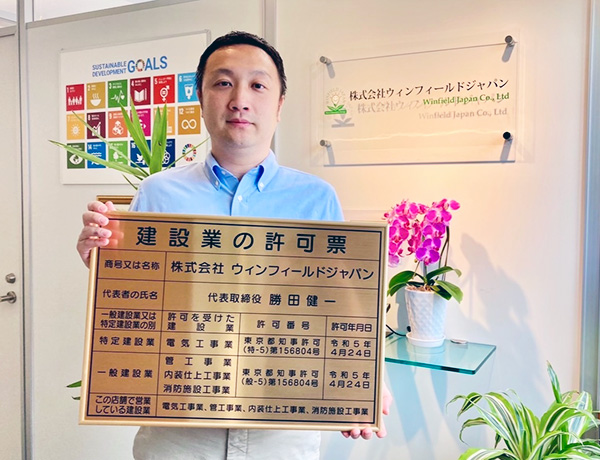 SUSTAINABLE DEVELOPMENT GOALS
株式会社ウィンフィールドジャパン
Winfield Japan Co., Ltd
建設業の許可票
商号又は名称 株式会社 ウィンフィールドジャパン
代表者の氏名 代表取締役 勝田健一
一般建設業又は特定建設業の別 許可を受けた建設業 許可番号 許可年月日
特定建設業 電気工事業 東京都知事許可(特-5)第156804号 令和5年4月24日
一般建設業 管工事業 内装仕上工事業 消防施設工事業 東京都知事許可(般-5)第156804号 令和5年4月24日
この店舗で営業している建設業 電気工事業、管工事業、内装仕上工事業、消防施設工事業